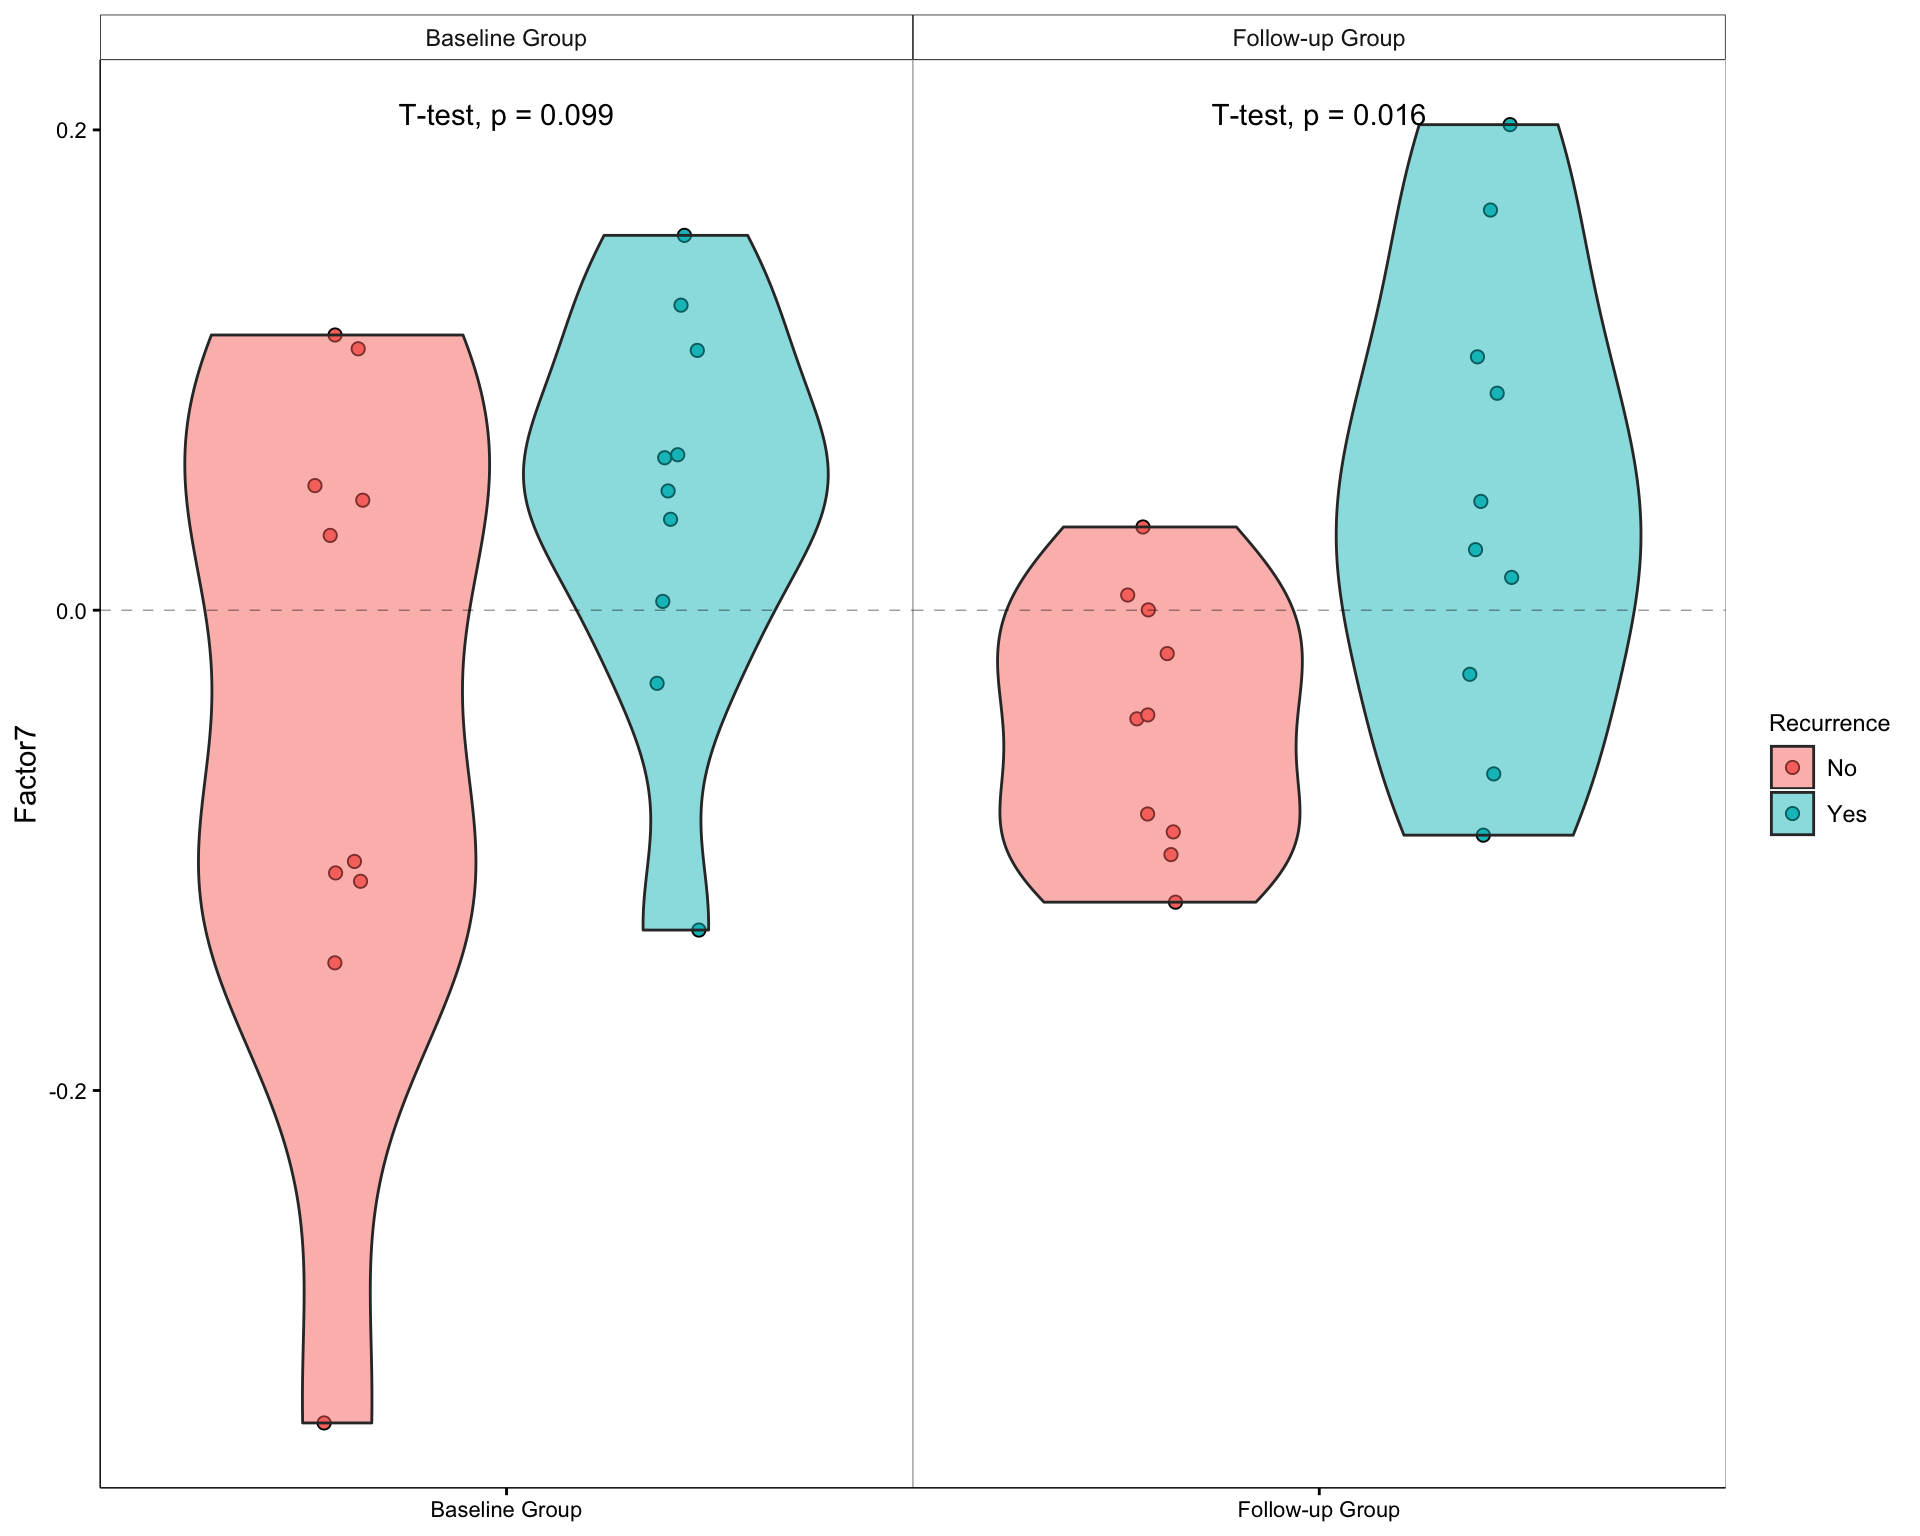 Baseline Group
Follow-up Group
T-test, p = 0.099
T-test, p = 0.016
0.2
0.0
-0.2
Factor7
Baseline Group
Follow-up Group
Recurrence
No
Yes